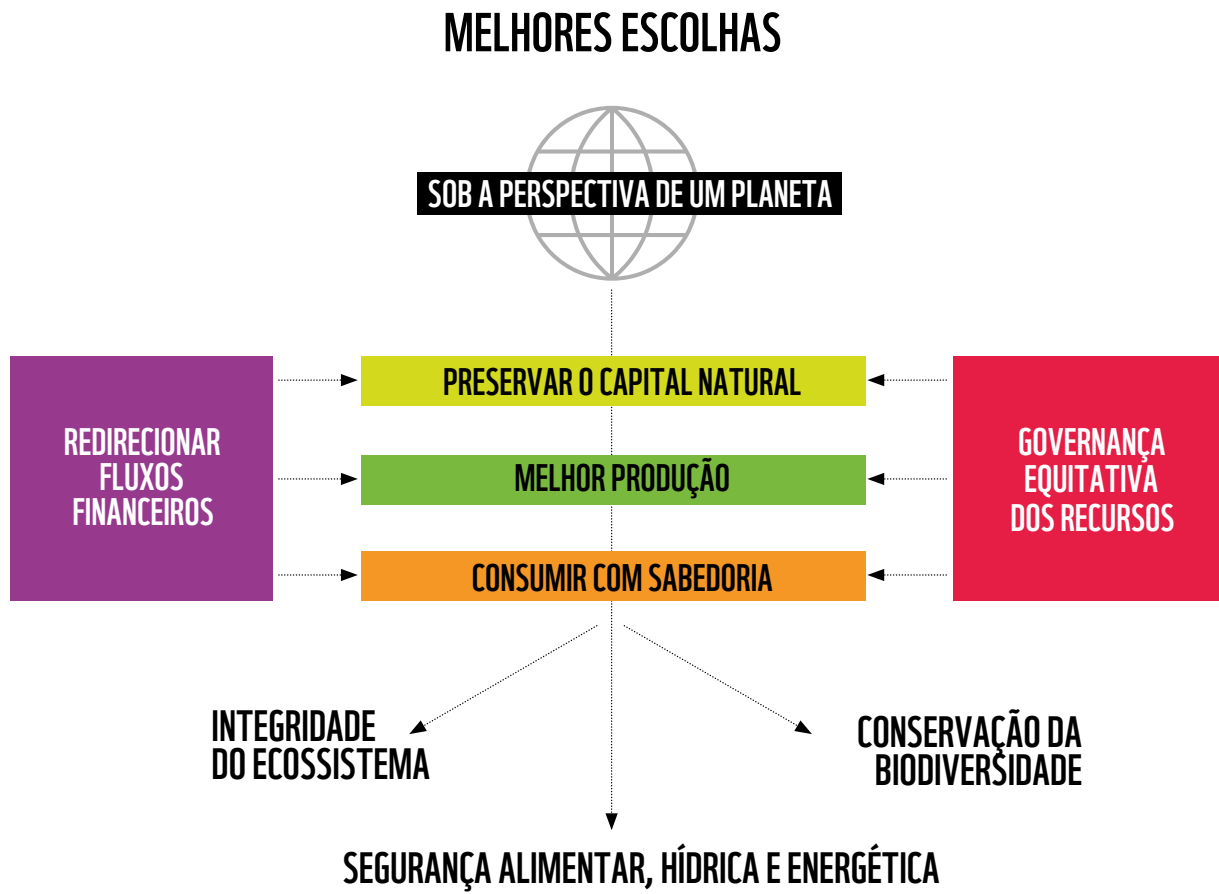 MELHORES ESCOLHAS
SOB A PERSPECTIVA DE UM PLANETA
REDIRECIONAR
FLUXOS
FINANCEIROS
PRESERVAR O CAPITAL NATURAL
MELHOR PRODUÇÃO
CONSUMIR COM SABEDORIA
GOVERNANÇA
EQUITATIVA
DOS RECURSOS
INTEGRIDADE
DO ECOSSISTEMA
CONSERVAÇÃO DA
BIODIVERSIDADE
SEGURANÇA ALIMENTAR, HÍDRICA E ENERGÉTICA